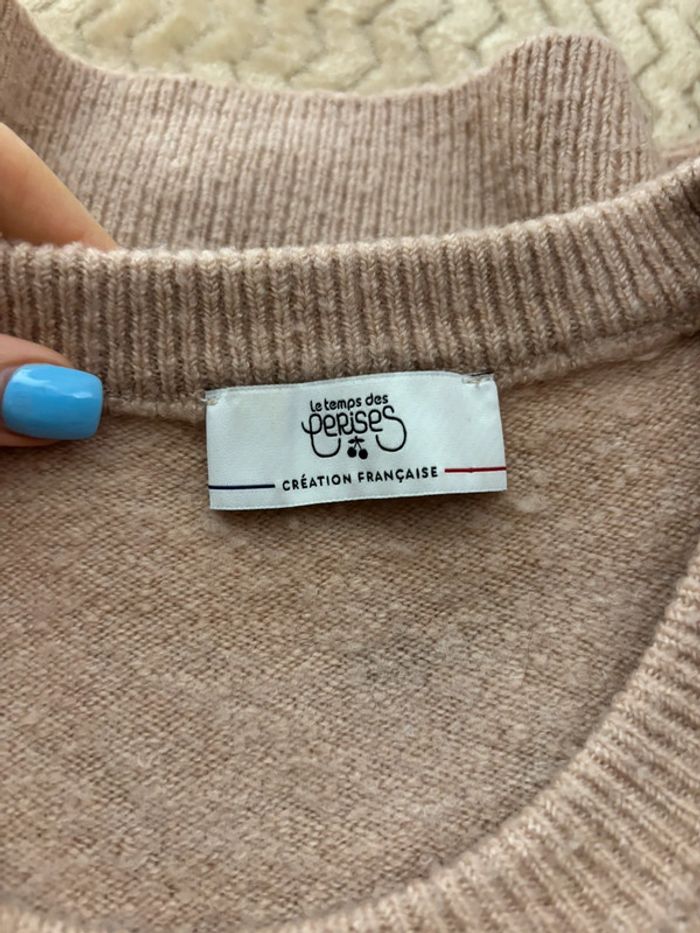 Le temps des
cerises
CRÉATION FRANÇAISE